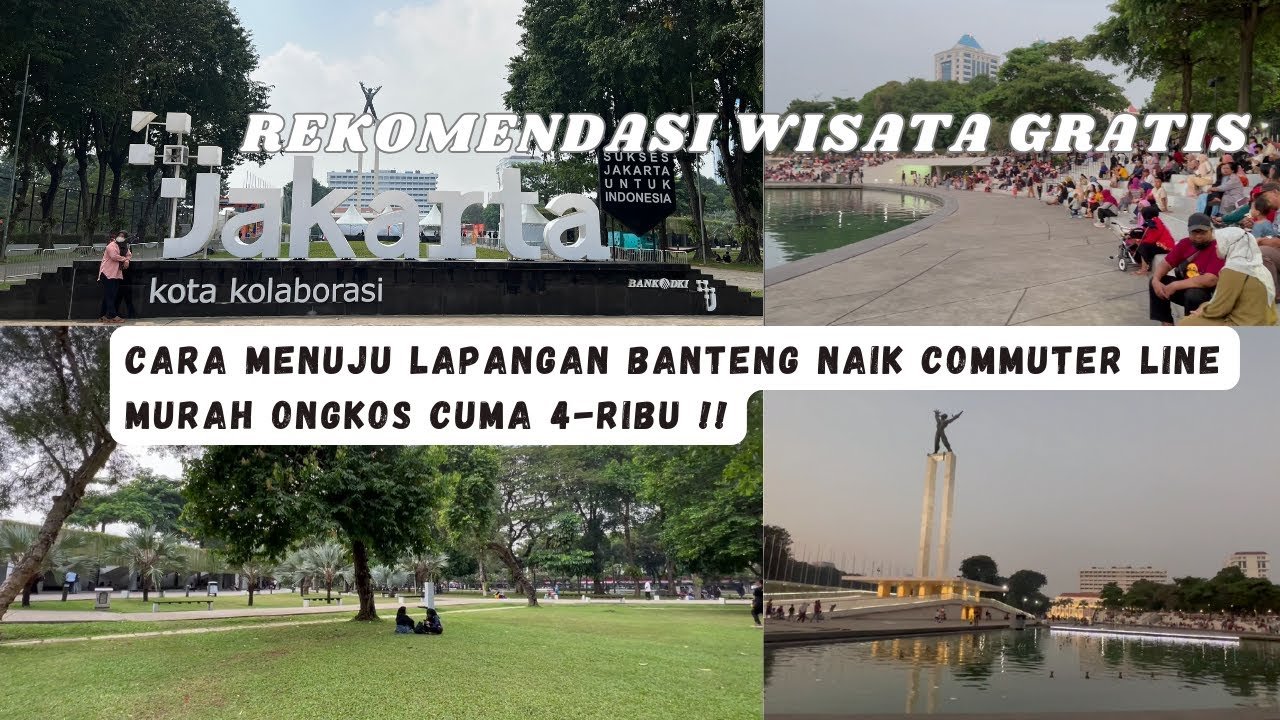 REKOMENDASI WISATA GRATIS
SUKSES
JAKARTA
UNTUK
INDONESIA
jakarta
kota kolaborasi
BANK DKI
CARA MENUJU LAPANGAN BANTENG NAIK COMMUTER LINE
MURAH ONGKOS CUMA 4-RIBU !!